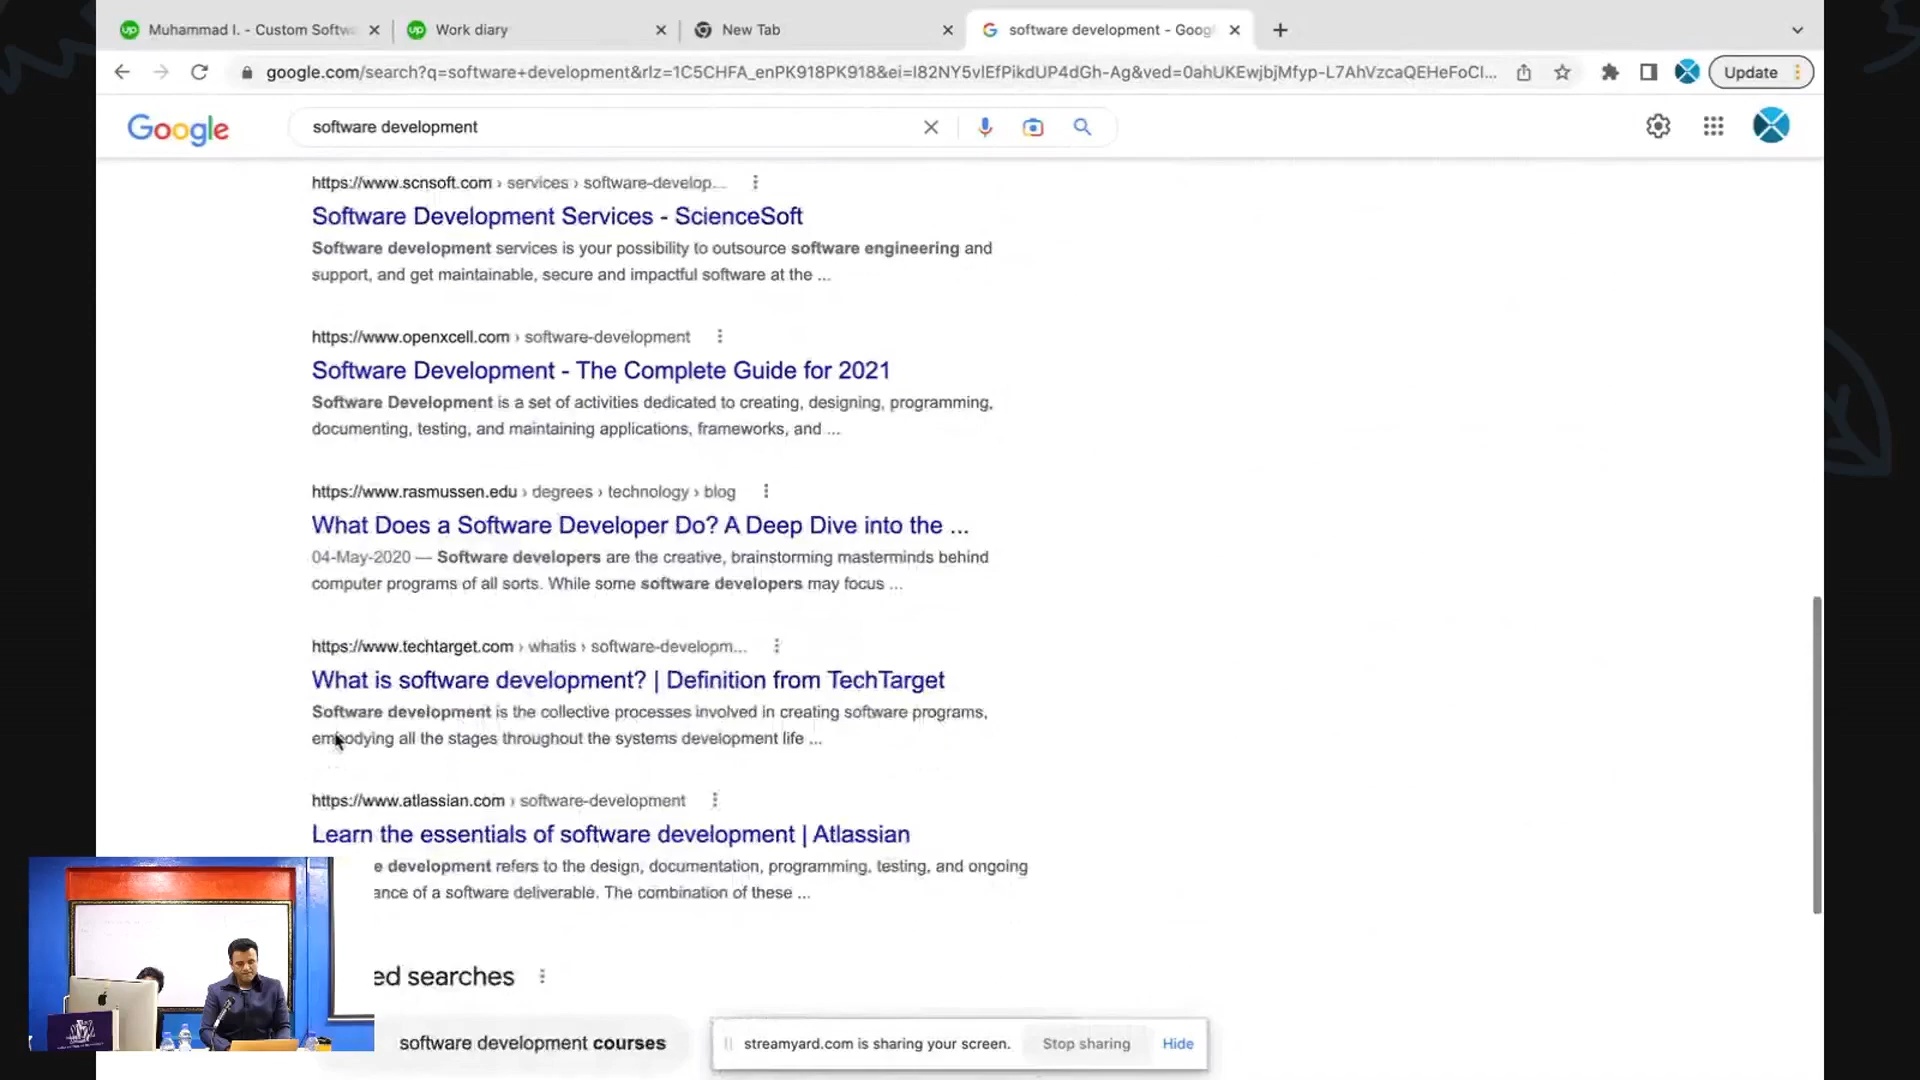 Muhammad I. - Custom Softw
Work diary
New Tab
software development - Goog
google.com/search?q=software+development&rlz=1C5CHFA_enPK918PK918&ei=I82NY5vlEfPikdUP4dGh-Ag&ved=0ahUKEwjbjMfyp-L7AhVzcaQEHeFoCI...
Update
Google
software development
https://www.scnsoft.com › services › software-develop...
Software Development Services - ScienceSoft
Software development services is your possibility to outsource software engineering and
support, and get maintainable, secure and impactful software at the ...
https://www.openxcell.com › software-development
Software Development - The Complete Guide for 2021
Software Development is a set of activities dedicated to creating, designing, programming,
documenting, testing, and maintaining applications, frameworks, and ...
https://www.rasmussen.edu › degrees › technology › blog
What Does a Software Developer Do? A Deep Dive into the ...
04-May-2020 — Software developers are the creative, brainstorming masterminds behind
computer programs of all sorts. While some software developers may focus ...
https://www.techtarget.com › whatis › software-developm...
What is software development? | Definition from TechTarget
Software development is the collective processes involved in creating software programs,
embodying all the stages throughout the systems development life ...
https://www.atlassian.com › software-development
Learn the essentials of software development | Atlassian
e development refers to the design, documentation, programming, testing, and ongoing
ance of a software deliverable. The combination of these ...
ed searches
software development courses
streamyard.com is sharing your screen.
Stop sharing
Hide